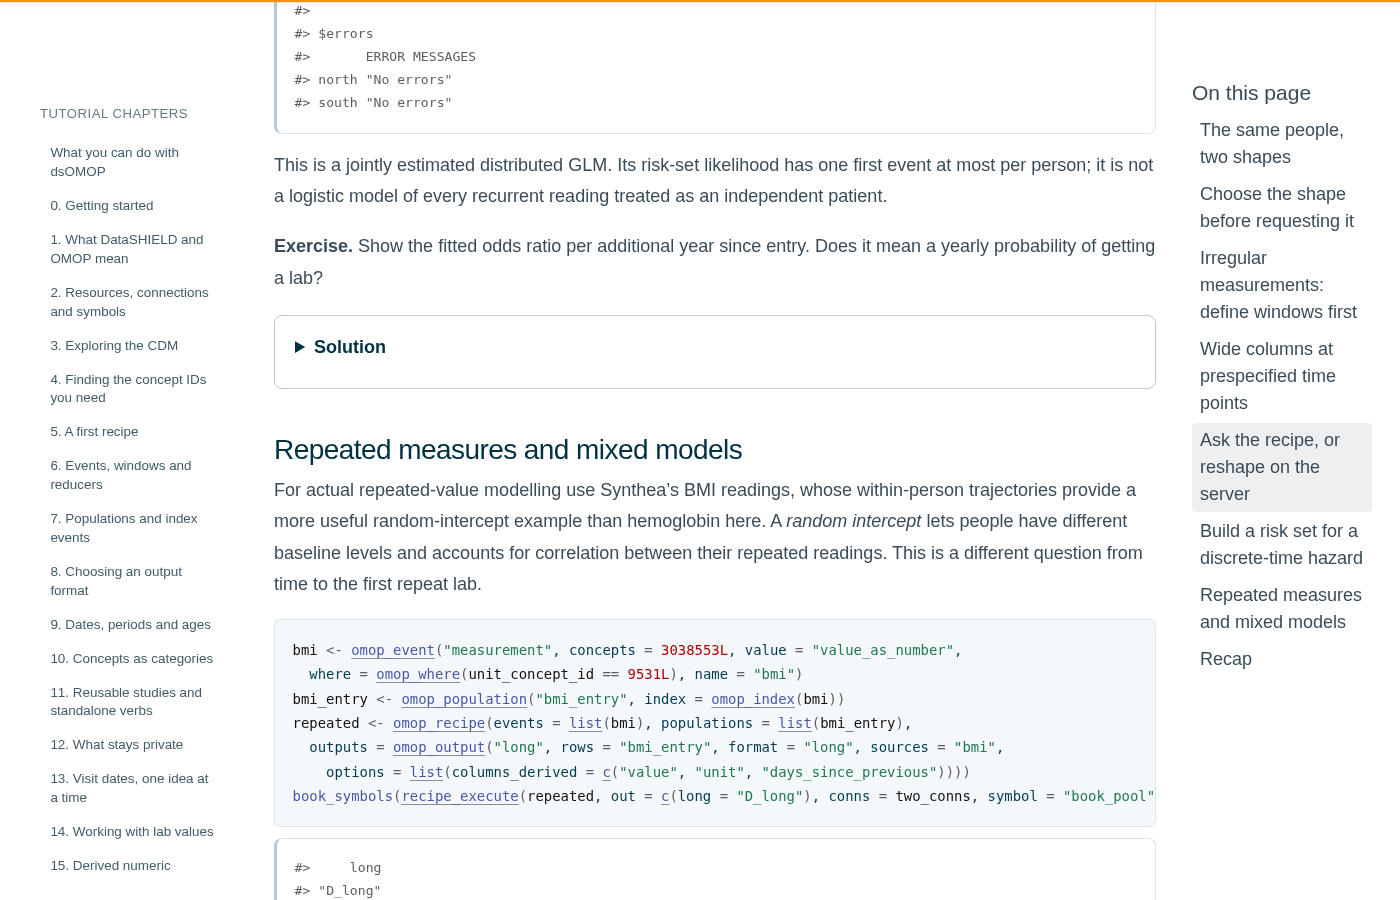 TUTORIAL CHAPTERS
What you can do with
dsOMOP
0. Getting started
1. What DataSHIELD and
OMOP mean
2. Resources, connections
and symbols
3. Exploring the CDM
4. Finding the concept IDs
you need
5. A first recipe
6. Events, windows and
reducers
7. Populations and index
events
8. Choosing an output
format
9. Dates, periods and ages
10. Concepts as categories
11. Reusable studies and
standalone verbs
12. What stays private
13. Visit dates, one idea at
a time
14. Working with lab values
15. Derived numeric
#>
#> $errors
#>       ERROR MESSAGES
#> north "No errors"
#> south "No errors"
This is a jointly estimated distributed GLM. Its risk-set likelihood has one first event at most per person; it is not
a logistic model of every recurrent reading treated as an independent patient.
Exercise. Show the fitted odds ratio per additional year since entry. Does it mean a yearly probability of getting
a lab?
Solution
Repeated measures and mixed models
For actual repeated-value modelling use Synthea’s BMI readings, whose within-person trajectories provide a
more useful random-intercept example than hemoglobin here. A random intercept lets people have different
baseline levels and accounts for correlation between their repeated readings. This is a different question from
time to the first repeat lab.
bmi <- omop_event("measurement", concepts = 3038553L, value = "value_as_number",
  where = omop_where(unit_concept_id == 9531L), name = "bmi")
bmi_entry <- omop_population("bmi_entry", index = omop_index(bmi))
repeated <- omop_recipe(events = list(bmi), populations = list(bmi_entry),
  outputs = omop_output("long", rows = "bmi_entry", format = "long", sources = "bmi",
    options = list(columns_derived = c("value", "unit", "days_since_previous"))))
book_symbols(recipe_execute(repeated, out = c(long = "D_long"), conns = two_conns, symbol = "book_pool"
#>     long
#> "D_long"
On this page
The same people,
two shapes
Choose the shape
before requesting it
Irregular
measurements:
define windows first
Wide columns at
prespecified time
points
Ask the recipe, or
reshape on the
server
Build a risk set for a
discrete-time hazard
Repeated measures
and mixed models
Recap